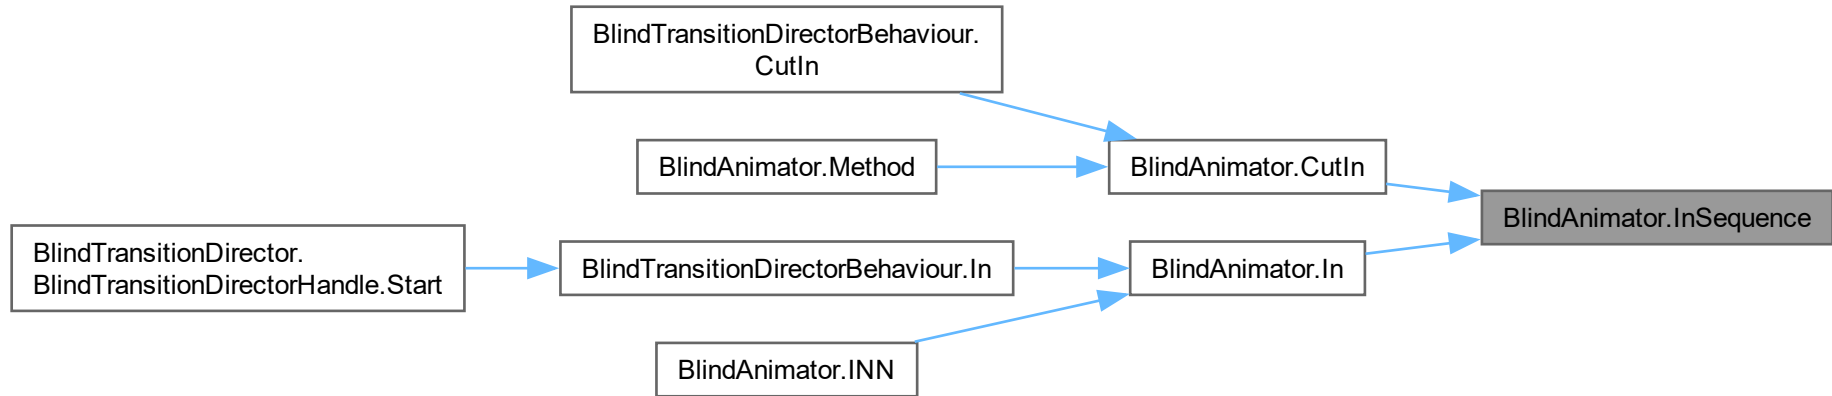 BlindTransitionDirectorBehaviour.
CutIn
BlindAnimator.Method
BlindAnimator.CutIn
BlindAnimator.InSequence
BlindTransitionDirector.
BlindTransitionDirectorHandle.Start
BlindTransitionDirectorBehaviour.In
BlindAnimator.In
BlindAnimator.INN